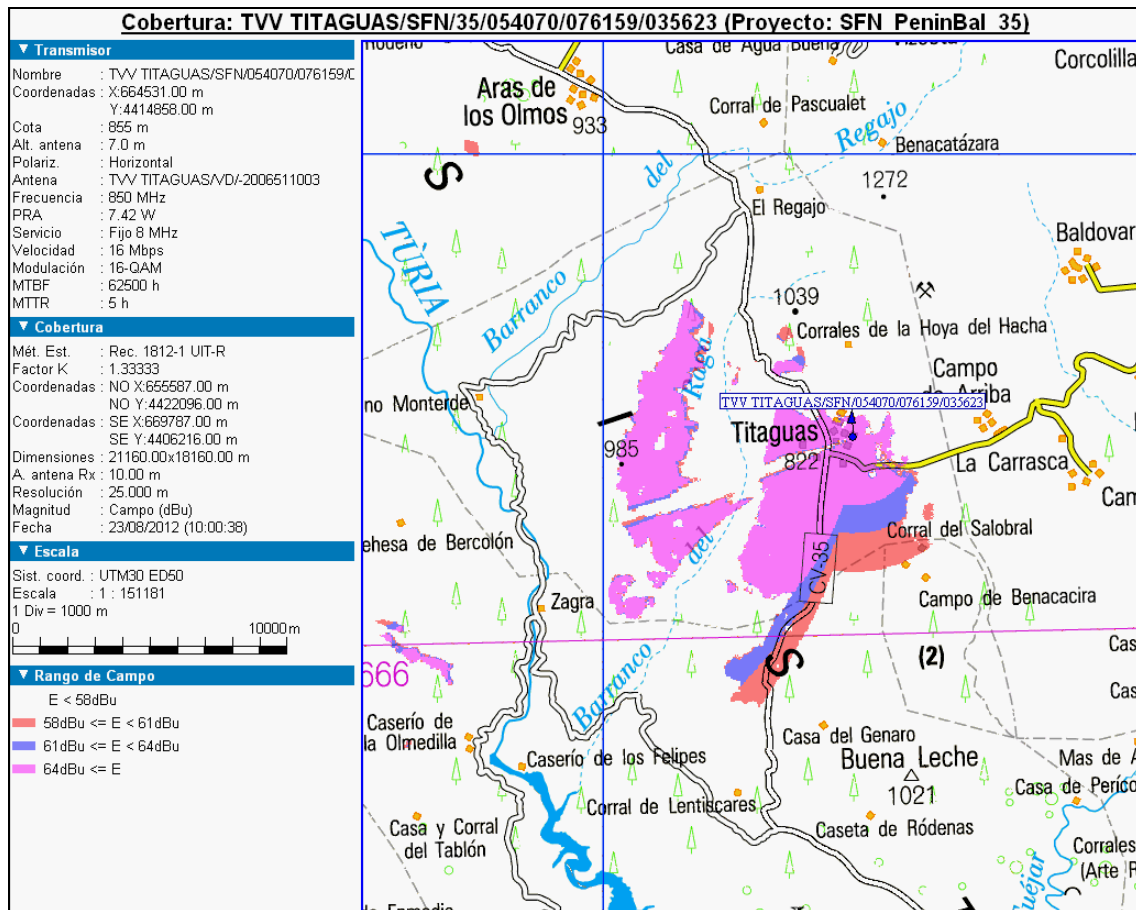 Cobertura: TVV TITAGUAS/SFN/35/054070/076159/035623 (Proyecto: SFN_PeninBal_35)
▼ Transmisor
Nombre : TVV TITAGUAS/SFN/054070/076159/0
Coordenadas : X:664531.00 m
Y:4414858.00 m
Cota : 855 m
Alt. antena : 7.0 m
Polariz. : Horizontal
Antena : TVV TITAGUAS/VD/-2006511003
Frecuencia : 850 MHz
PRA : 7.42 W
Servicio : Fijo 8 MHz
Velocidad : 16 Mbps
Modulación : 16-QAM
MTBF : 62500 h
MTTR : 5 h
▼ Cobertura
Mét. Est. : Rec. 1812-1 UIT-R
Factor K : 1.33333
Coordenadas : NO X:655587.00 m
NO Y:4422096.00 m
Coordenadas : SE X:669787.00 m
SE Y:4406216.00 m
Dimensiones : 21160.00x18160.00 m
A. antena Rx : 10.00 m
Resolución : 25.000 m
Magnitud : Campo (dBu)
Fecha : 23/08/2012 (10:00:38)
▼ Escala
Sist. coord. : UTM30 ED50
Escala : 1 : 151181
1 Div = 1000 m
0 10000m
▼ Rango de Campo
E < 58dBu
58dBu <= E < 61dBu
61dBu <= E < 64dBu
64dBu <= E
Rodeno
Casa de Agua Buena
Corcolilla
Aras de
los Olmos
933
Corral de Pascualet
Regajo
Benacatázara
del
S
1272
El Regajo
TÙRIA
Baldovar
Barranco
1039
Corrales de la Hoya del Hacha
Ragú
Campo
de Arriba
no Monterde
TVV TITAGUAS/SFN/054070/076159/035623
I
985
Titaguas
822
La Carrasca
Cam
ehesa de Bercolón
del
Corral del Salobral
CV-35
Zagra
Campo de Benacacira
666
S
(2)
Cas
Cas
Barranco
Caserío de
la Olmedilla
Casa del Genaro
Caserío de los Felipes
Buena Leche
1021
Mas de A
Casa de Períco
Corral de Lentiscares
Casa y Corral
del Tablón
Caseta de Ródenas
Corrales
(Arte R
Tuéjar